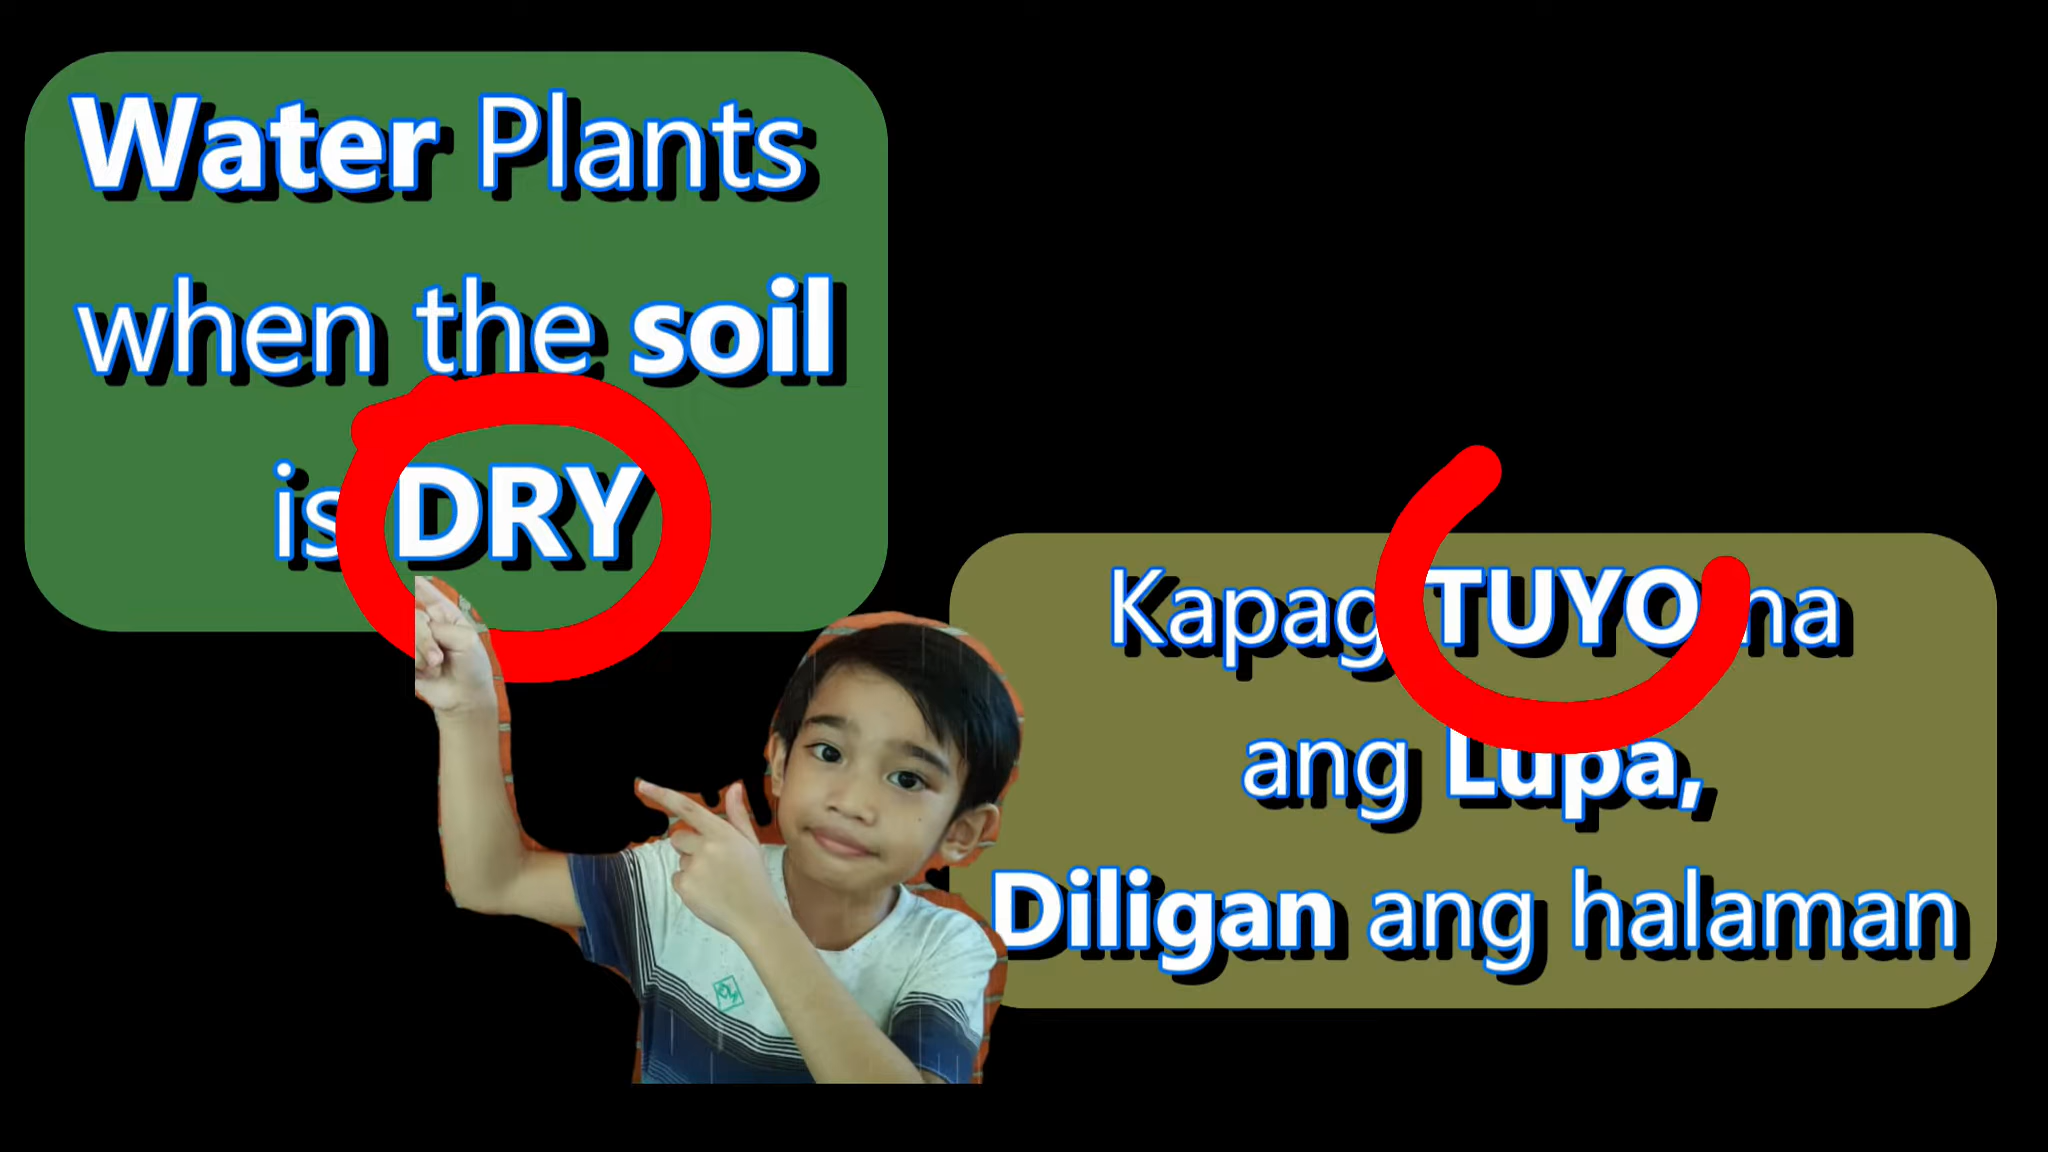 Water Plants
when the soil
is DRY
Kapag TUYO na
ang Lupa,
Diligan ang halaman